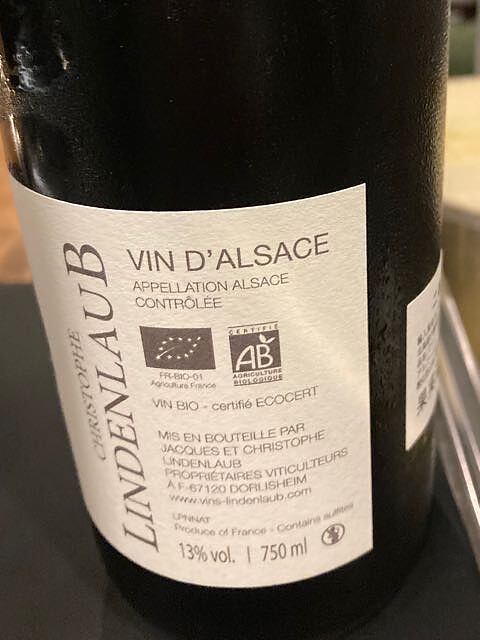 CHRISTOPHE
LINDENLAUB
VIN D'ALSACE
APPELLATION ALSACE
CONTRÔLÉE
CERTIFIÉ
AB
AGRICULTURE
BIOLOGIQUE
FR-BIO-01
Agriculture France
VIN BIO - certifié ECOCERT
MIS EN BOUTEILLE PAR
JACQUES ET CHRISTOPHE
LINDENLAUB
PROPRIÉTAIRES VITICULTEURS
À F-67120 DORLISHEIM
www.vins-lindenlaub.com
LPNNAT
Produce of France - Contains sulfites
13% vol. | 750 ml